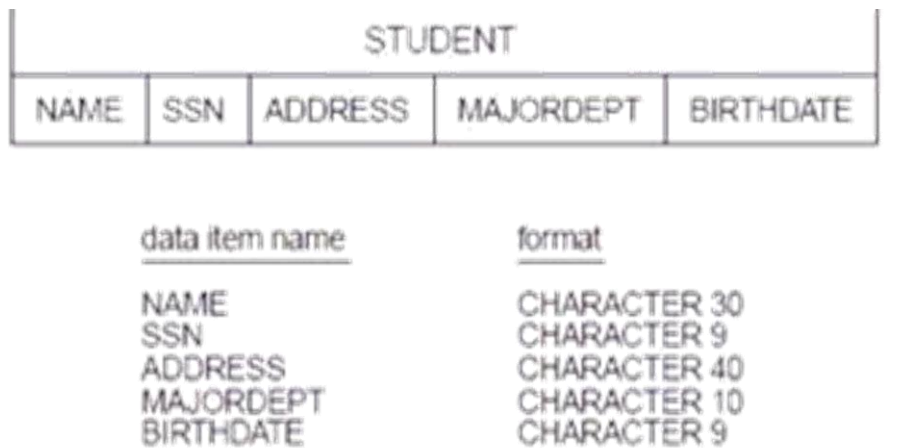 STUDENT
NAME SSN ADDRESS MAJORDEPT BIRTHDATE
data item name format
NAME CHARACTER 30
SSN CHARACTER 9
ADDRESS CHARACTER 40
MAJORDEPT CHARACTER 10
BIRTHDATE CHARACTER 9